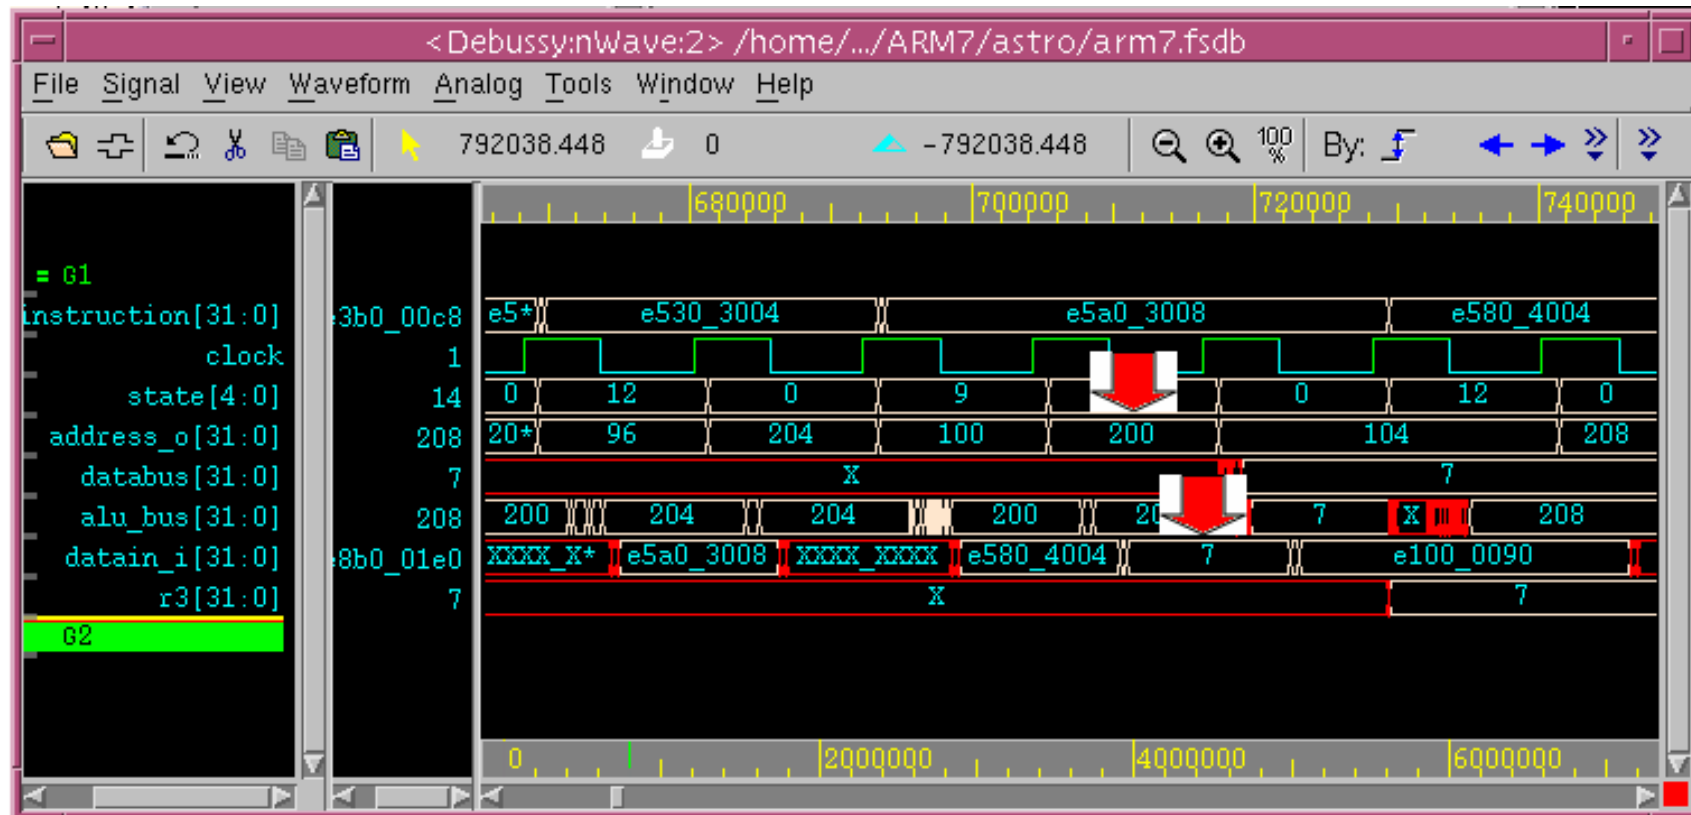 <Debussy:nWave:2> /home/.../ARM7/astro/arm7.fsdb
File Signal View Waveform Analog Tools Window Help
792038.448 0 -792038.448 100 % By:
680000 700000 720000 740000
= G1
instruction[31:0] :3b0_00c8 e5* e530_3004 e5a0_3008 e580_4004
clock 1
state[4:0] 14 0 12 0 9 0 12 0
address_o[31:0] 208 20* 96 204 100 200 104 208
databus[31:0] 7 X 7
alu_bus[31:0] 208 200 204 204 200 20 7 X 208
datain_i[31:0] :8b0_01e0 XXXX_X* e5a0_3008 XXXX_XXXX e580_4004 7 e100_0090
r3[31:0] 7 X 7
G2
0 2000000 4000000 6000000